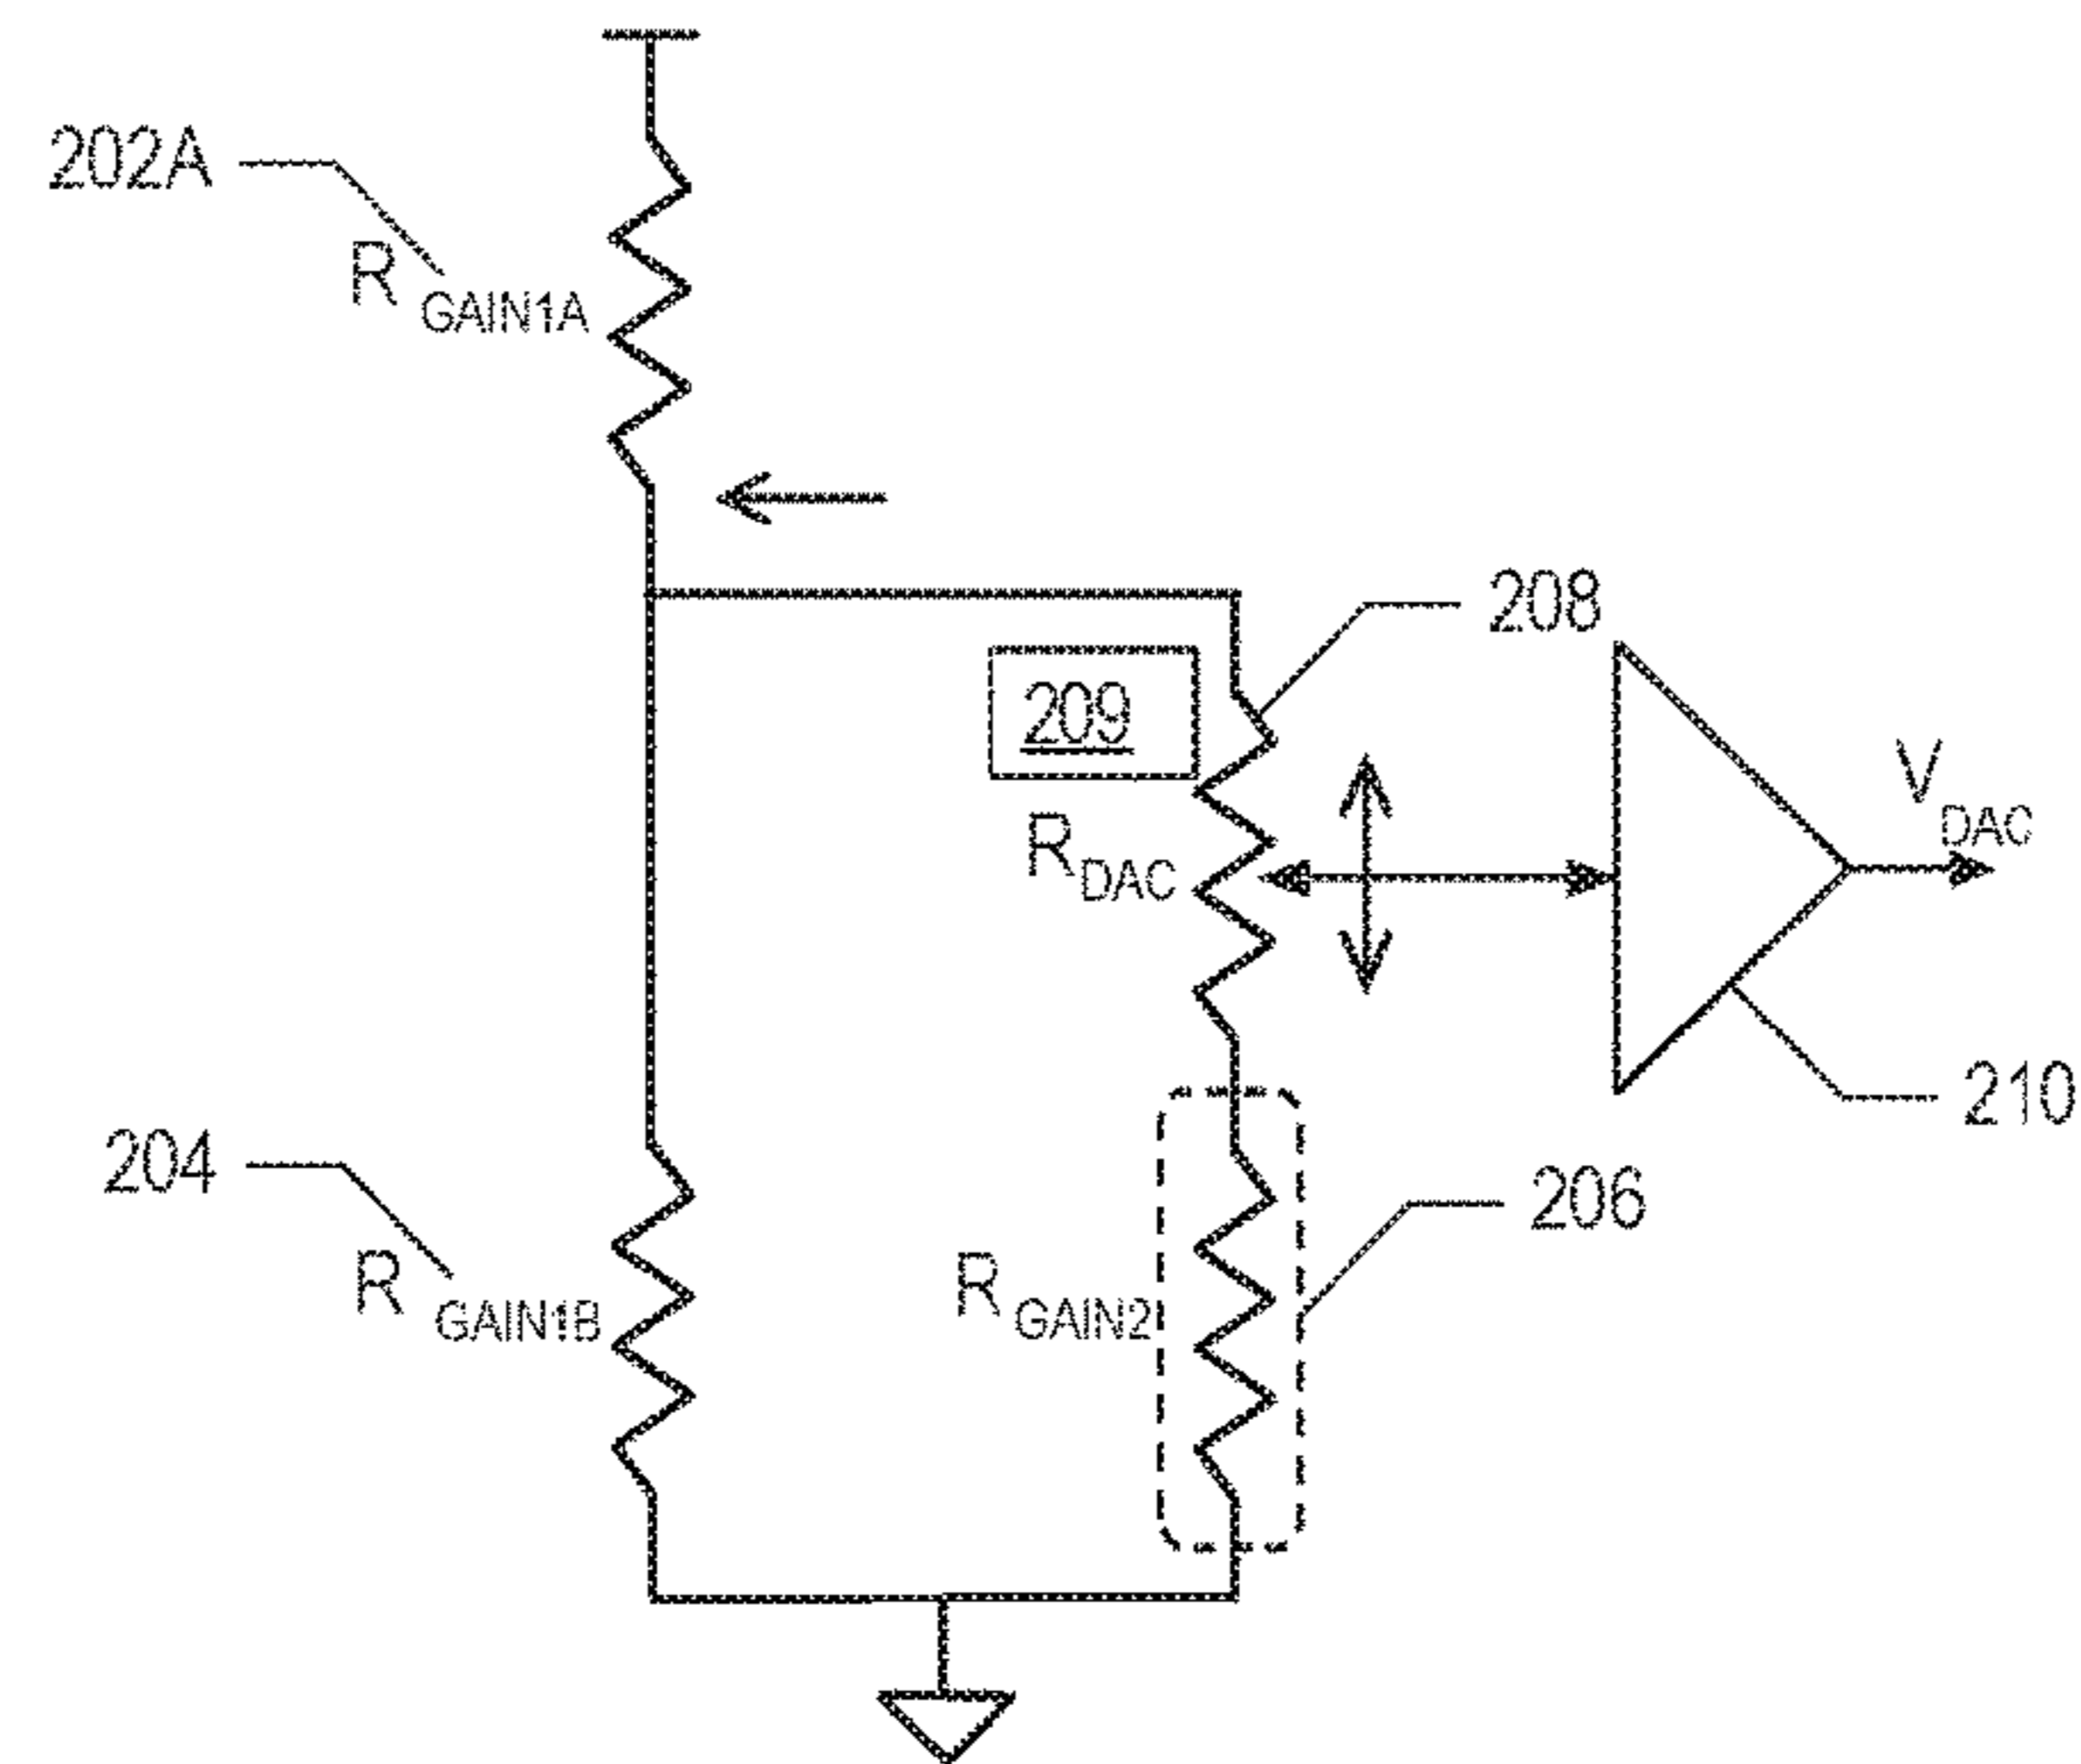 202A
R GAIN1A
208
209
V DAC
R DAC
210
204
206
R GAIN1B
R GAIN2